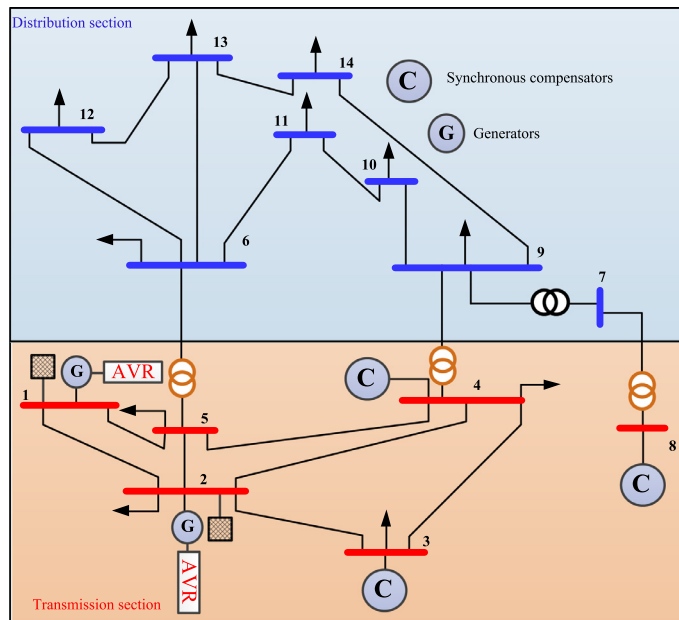 Distribution section
13
14
C
Synchronous compensators
12
11
G
Generators
10
6
9
7
G
AVR
C
4
1
5
8
2
C
G
3
AVR
C
Transmission section